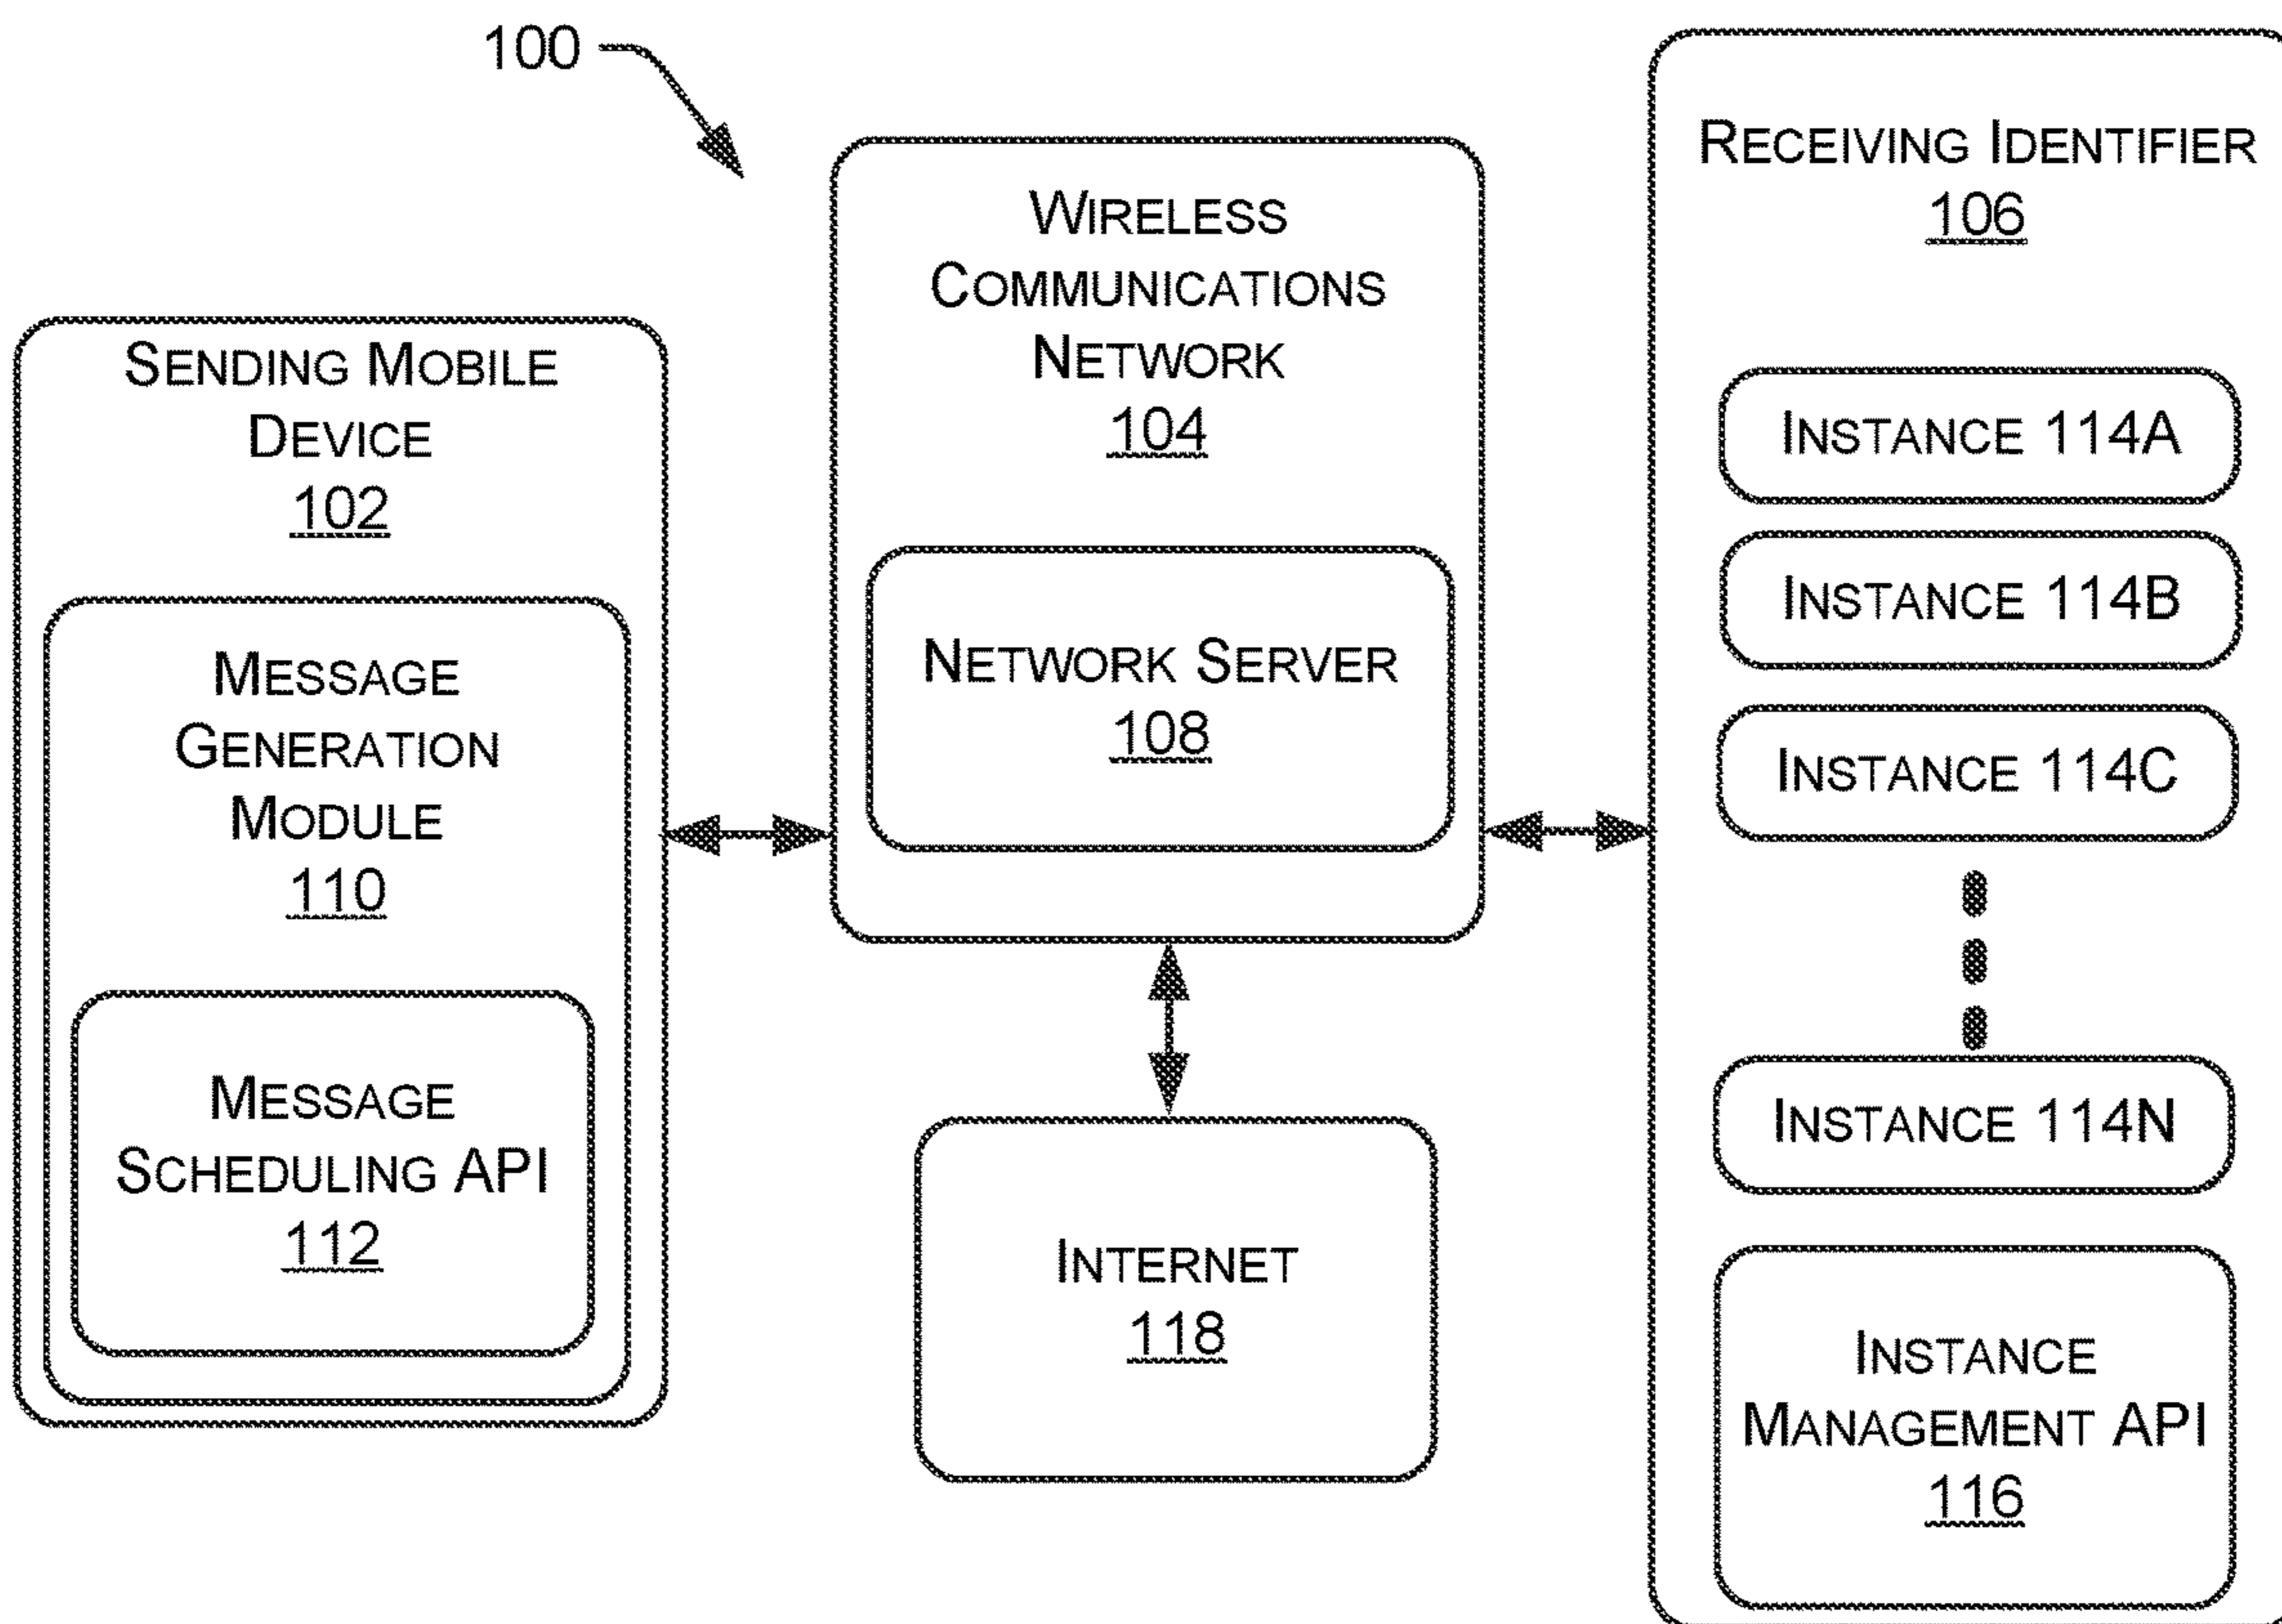 100
SENDING MOBILE
DEVICE
102
MESSAGE
GENERATION
MODULE
110
MESSAGE
SCHEDULING API
112
WIRELESS
COMMUNICATIONS
NETWORK
104
NETWORK SERVER
108
INTERNET
118
RECEIVING IDENTIFIER
106
INSTANCE 114A
INSTANCE 114B
INSTANCE 114C
INSTANCE 114N
INSTANCE
MANAGEMENT API
116